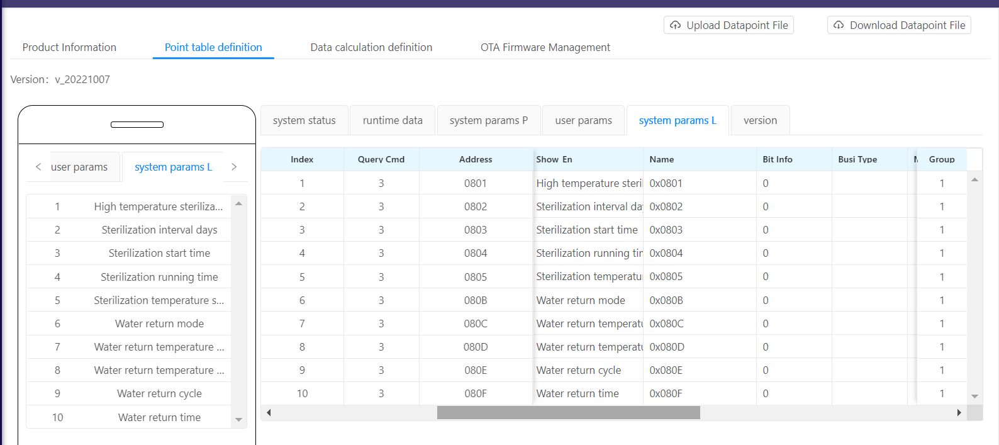 Upload Datapoint File Download Datapoint File
Product Information Point table definition Data calculation definition OTA Firmware Management
Version: v_20221007
system status runtime data system params P user params system params L version
< user params system params L >
1 High temperature steriliza...
2 Sterilization interval days
3 Sterilization start time
4 Sterilization running time
5 Sterilization temperature s...
6 Water return mode
7 Water return temperature ...
8 Water return temperature ...
9 Water return cycle
10 Water return time
Index Query Cmd Address Show En Name Bit Info Busi Type Group
1 3 0801 High temperature steril 0x0801 0 1
2 3 0802 Sterilization interval day 0x0802 0 1
3 3 0803 Sterilization start time 0x0803 0 1
4 3 0804 Sterilization running tim 0x0804 0 1
5 3 0805 Sterilization temperatu 0x0805 0 1
6 3 080B Water return mode 0x080B 0 1
7 3 080C Water return temperatu 0x080C 0 1
8 3 080D Water return temperatu 0x080D 0 1
9 3 080E Water return cycle 0x080E 0 1
10 3 080F Water return time 0x080F 0 1